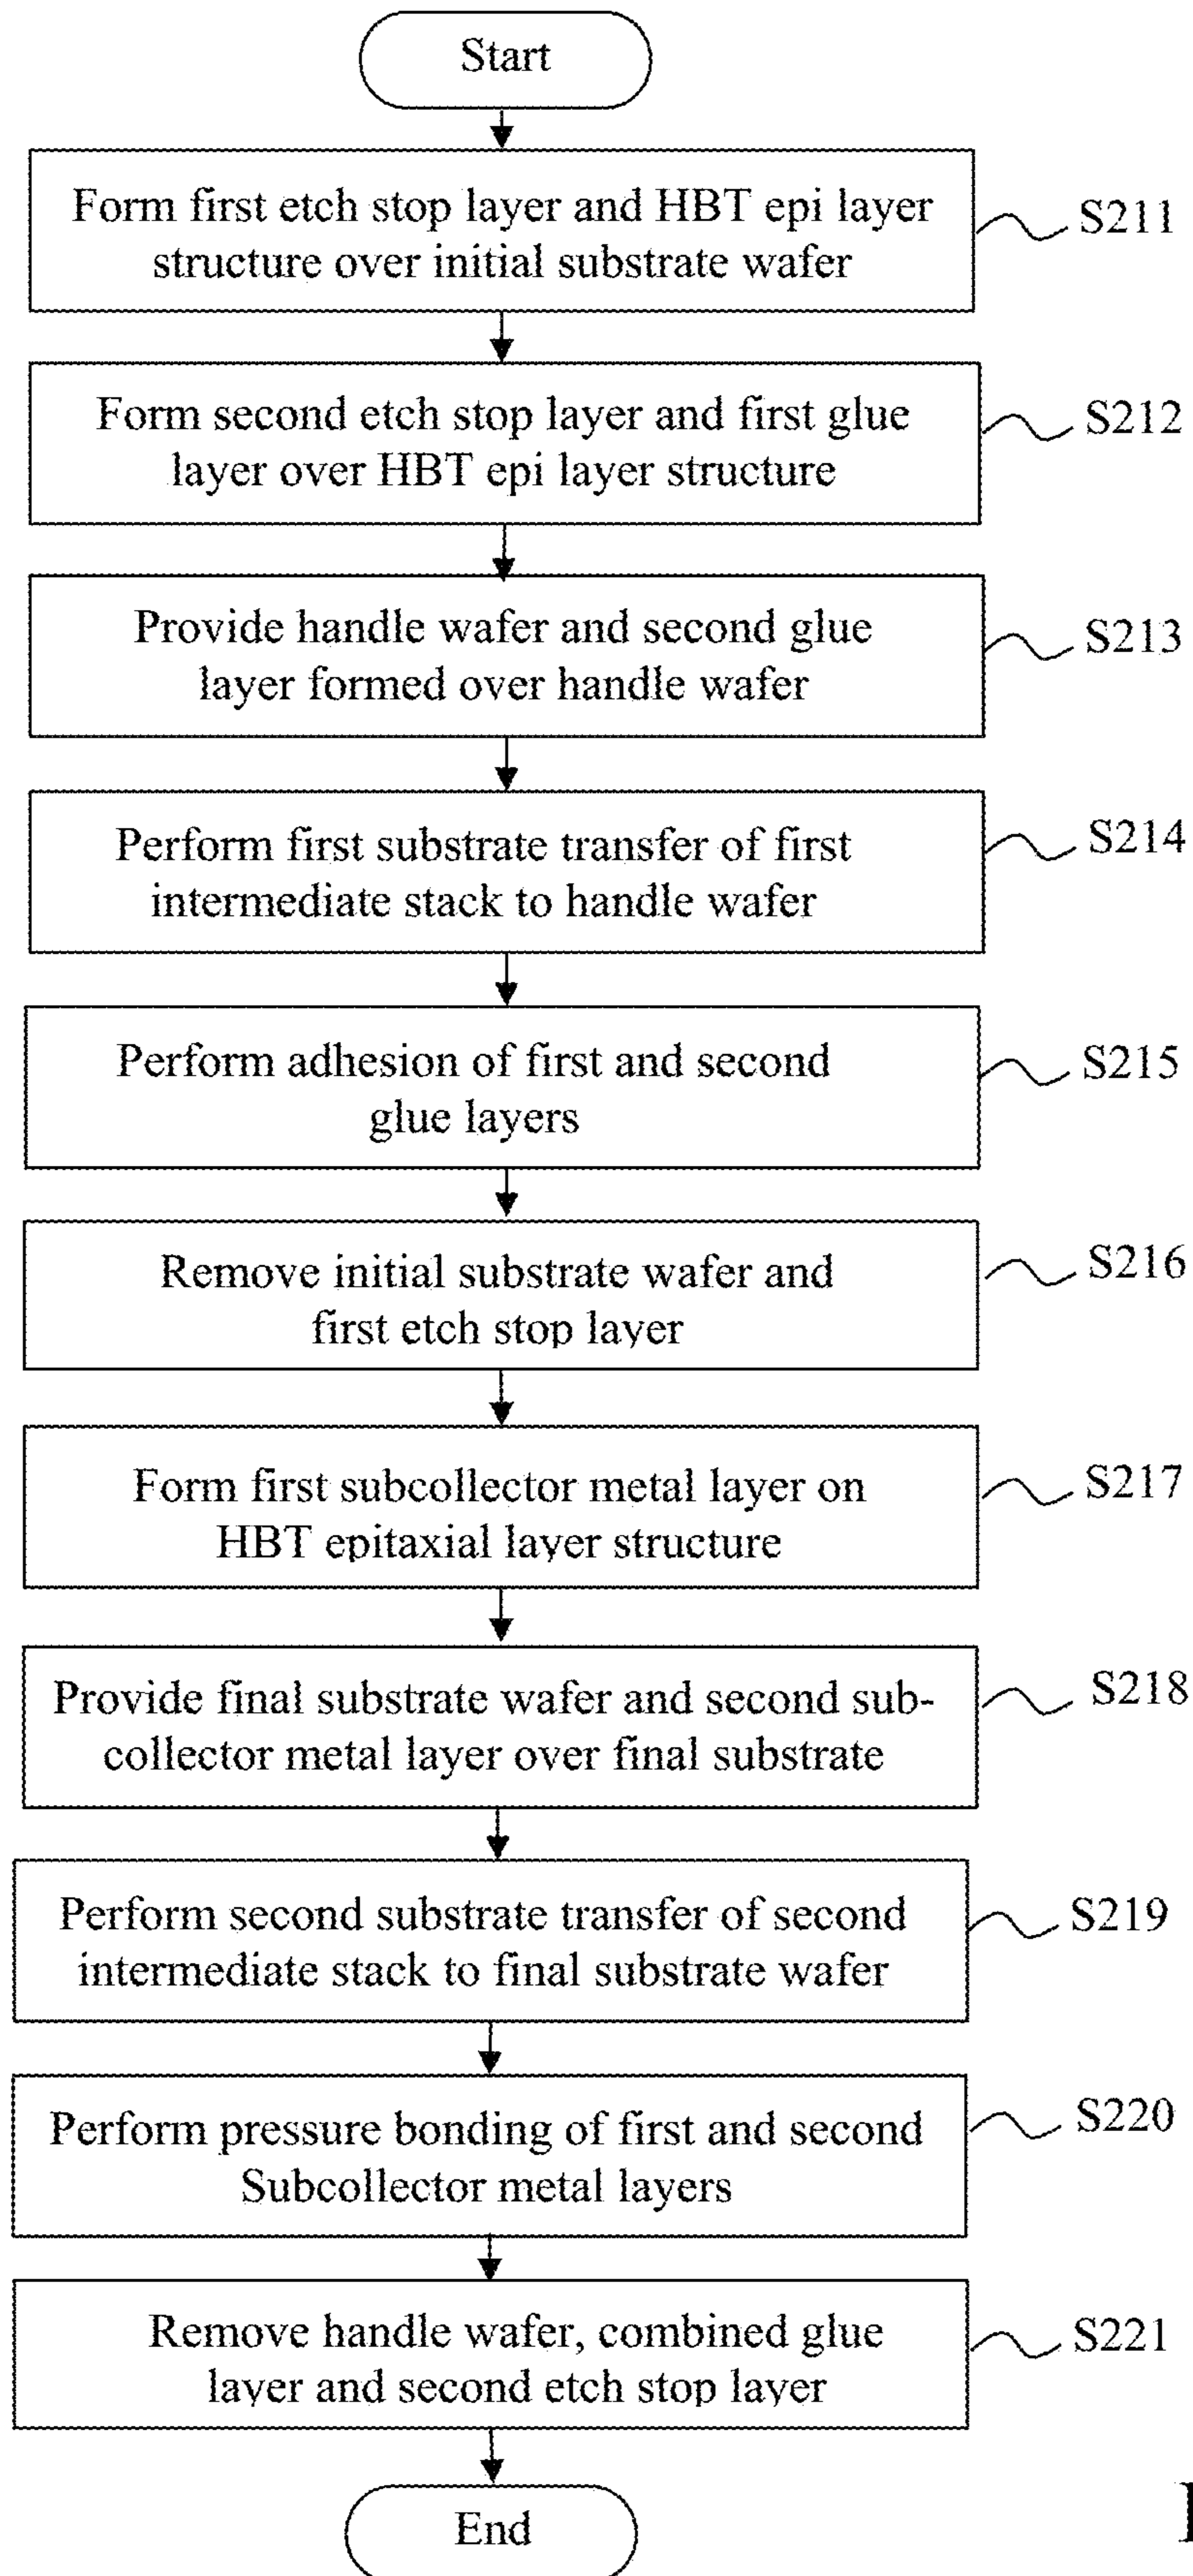 Start
Form first etch stop layer and HBT epi layer
structure over initial substrate wafer
S211
Form second etch stop layer and first glue
layer over HBT epi layer structure
S212
Provide handle wafer and second glue
layer formed over handle wafer
S213
Perform first substrate transfer of first
intermediate stack to handle wafer
S214
Perform adhesion of first and second
glue layers
S215
Remove initial substrate wafer and
first etch stop layer
S216
Form first subcollector metal layer on
HBT epitaxial layer structure
S217
Provide final substrate wafer and second sub-
collector metal layer over final substrate
S218
Perform second substrate transfer of second
intermediate stack to final substrate wafer
S219
Perform pressure bonding of first and second
Subcollector metal layers
S220
Remove handle wafer, combined glue
layer and second etch stop layer
S221
End